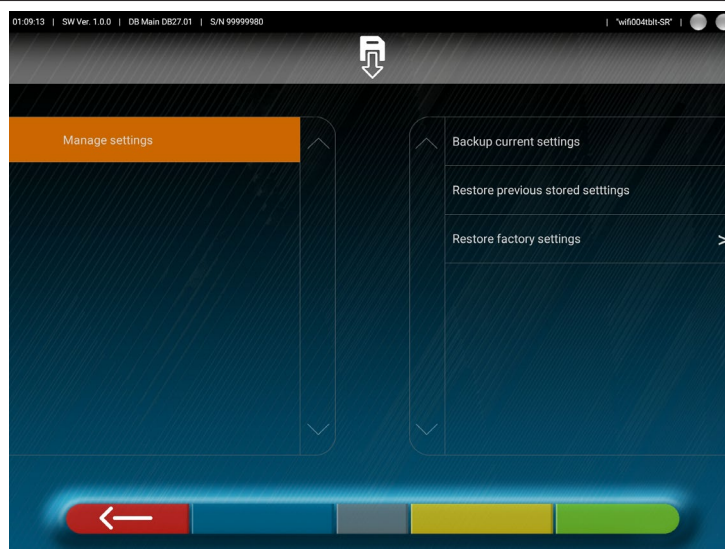 01:09:13 | SW Ver. 1.0.0 | DB Main DB27.01 | S/N 99999980 | "wifi004tblt-SR" |
Manage settings
Backup current settings
Restore previous stored setttings
Restore factory settings >